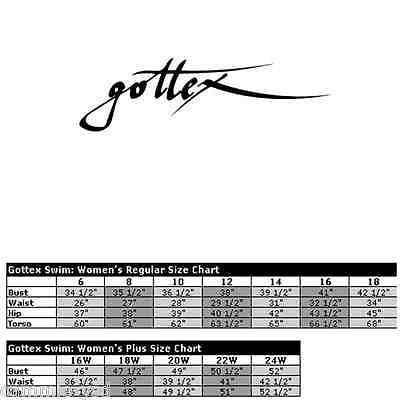 gottex
Gottex Swim: Women's Regular Size Chart
6 8 10 12 14 16 18
Bust 34 1/2" 35 1/2" 36 1/2" 38" 39 1/2" 41" 42 1/2"
Waist 26" 27" 28" 29 1/2" 31" 32 1/2" 34"
Hip 37" 38" 39" 40 1/2" 42" 43 1/2" 45"
Torso 60" 61" 62" 63 1/2" 65" 66 1/2" 68"
Gottex Swim: Women's Plus Size Chart
16W 18W 20W 22W 24W
Bust 46" 47 1/2" 49" 50 1/2" 52"
Waist 36 1/2" 38" 39 1/2" 41" 42 1/2"
Hip 48" 49 1/2" 51" 52 1/2"